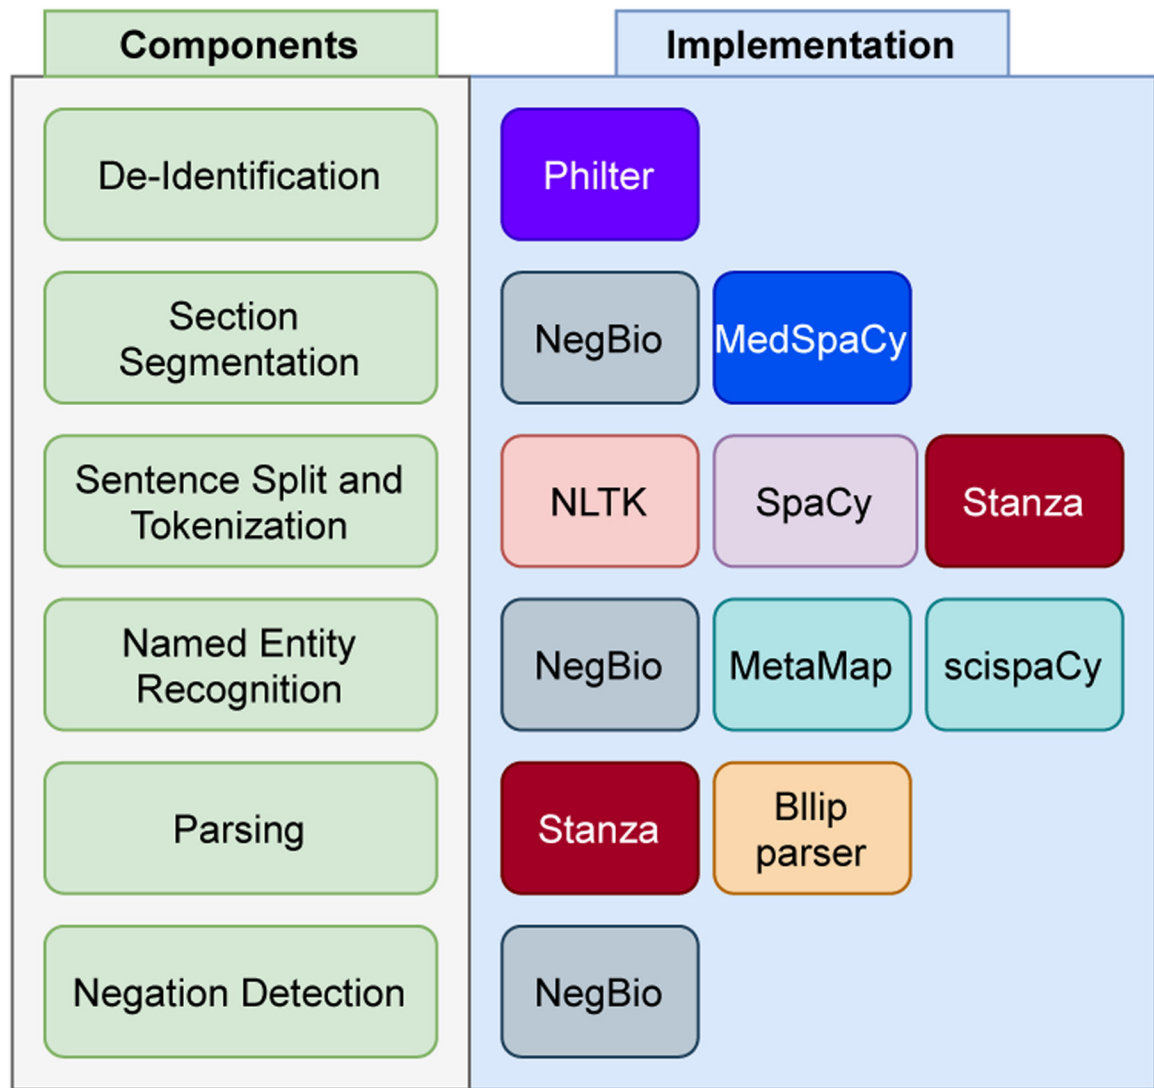 Components
Implementation
De-Identification
Philter
Section
Segmentation
NegBio
MedSpaCy
Sentence Split and
Tokenization
NLTK
SpaCy
Stanza
Named Entity
Recognition
NegBio
MetaMap
scispaCy
Parsing
Stanza
Bllip
parser
Negation Detection
NegBio